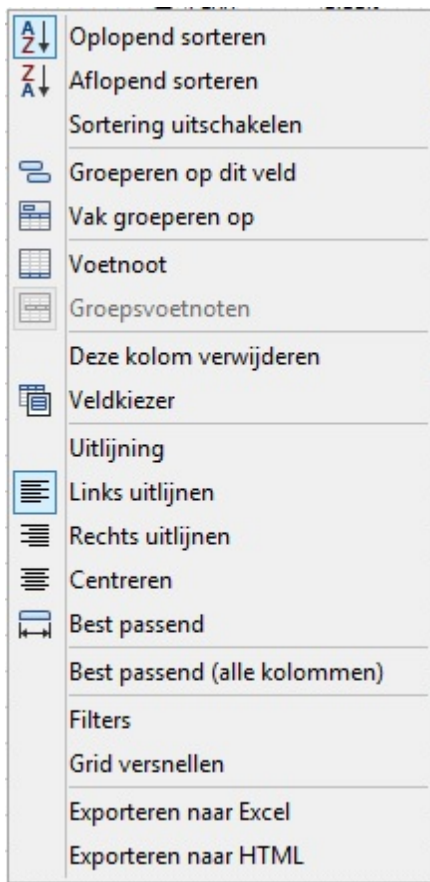 Oplopend sorteren
Aflopend sorteren
Sortering uitschakelen
Groeperen op dit veld
Vak groeperen op
Voetnoot
Groepsvoetnoten
Deze kolom verwijderen
Veldkiezer
Uitlijning
Links uitlijnen
Rechts uitlijnen
Centreren
Best passend
Best passend (alle kolommen)
Filters
Grid versnellen
Exporteren naar Excel
Exporteren naar HTML